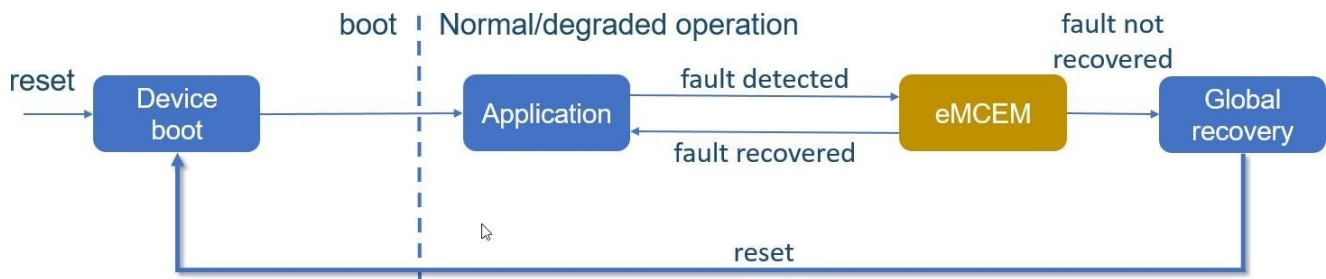 boot
Normal/degraded operation
fault not
recovered
reset
Device
boot
Application
fault detected
fault recovered
eMCEM
Global
recovery
reset